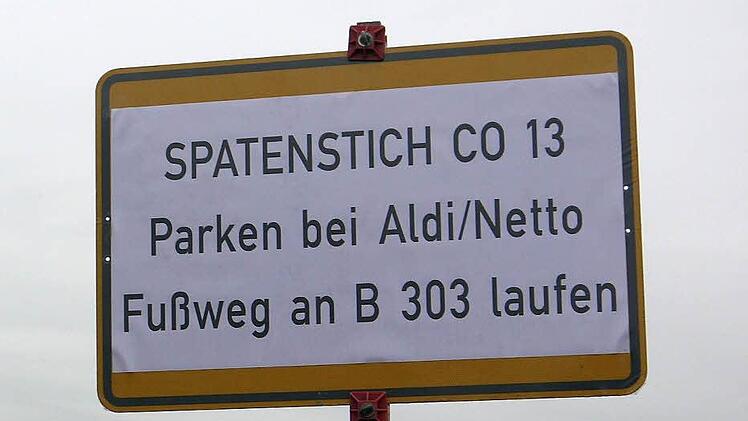 SPATENSTICH CO 13
Parken bei Aldi/Netto
Fußweg an B 303 laufen